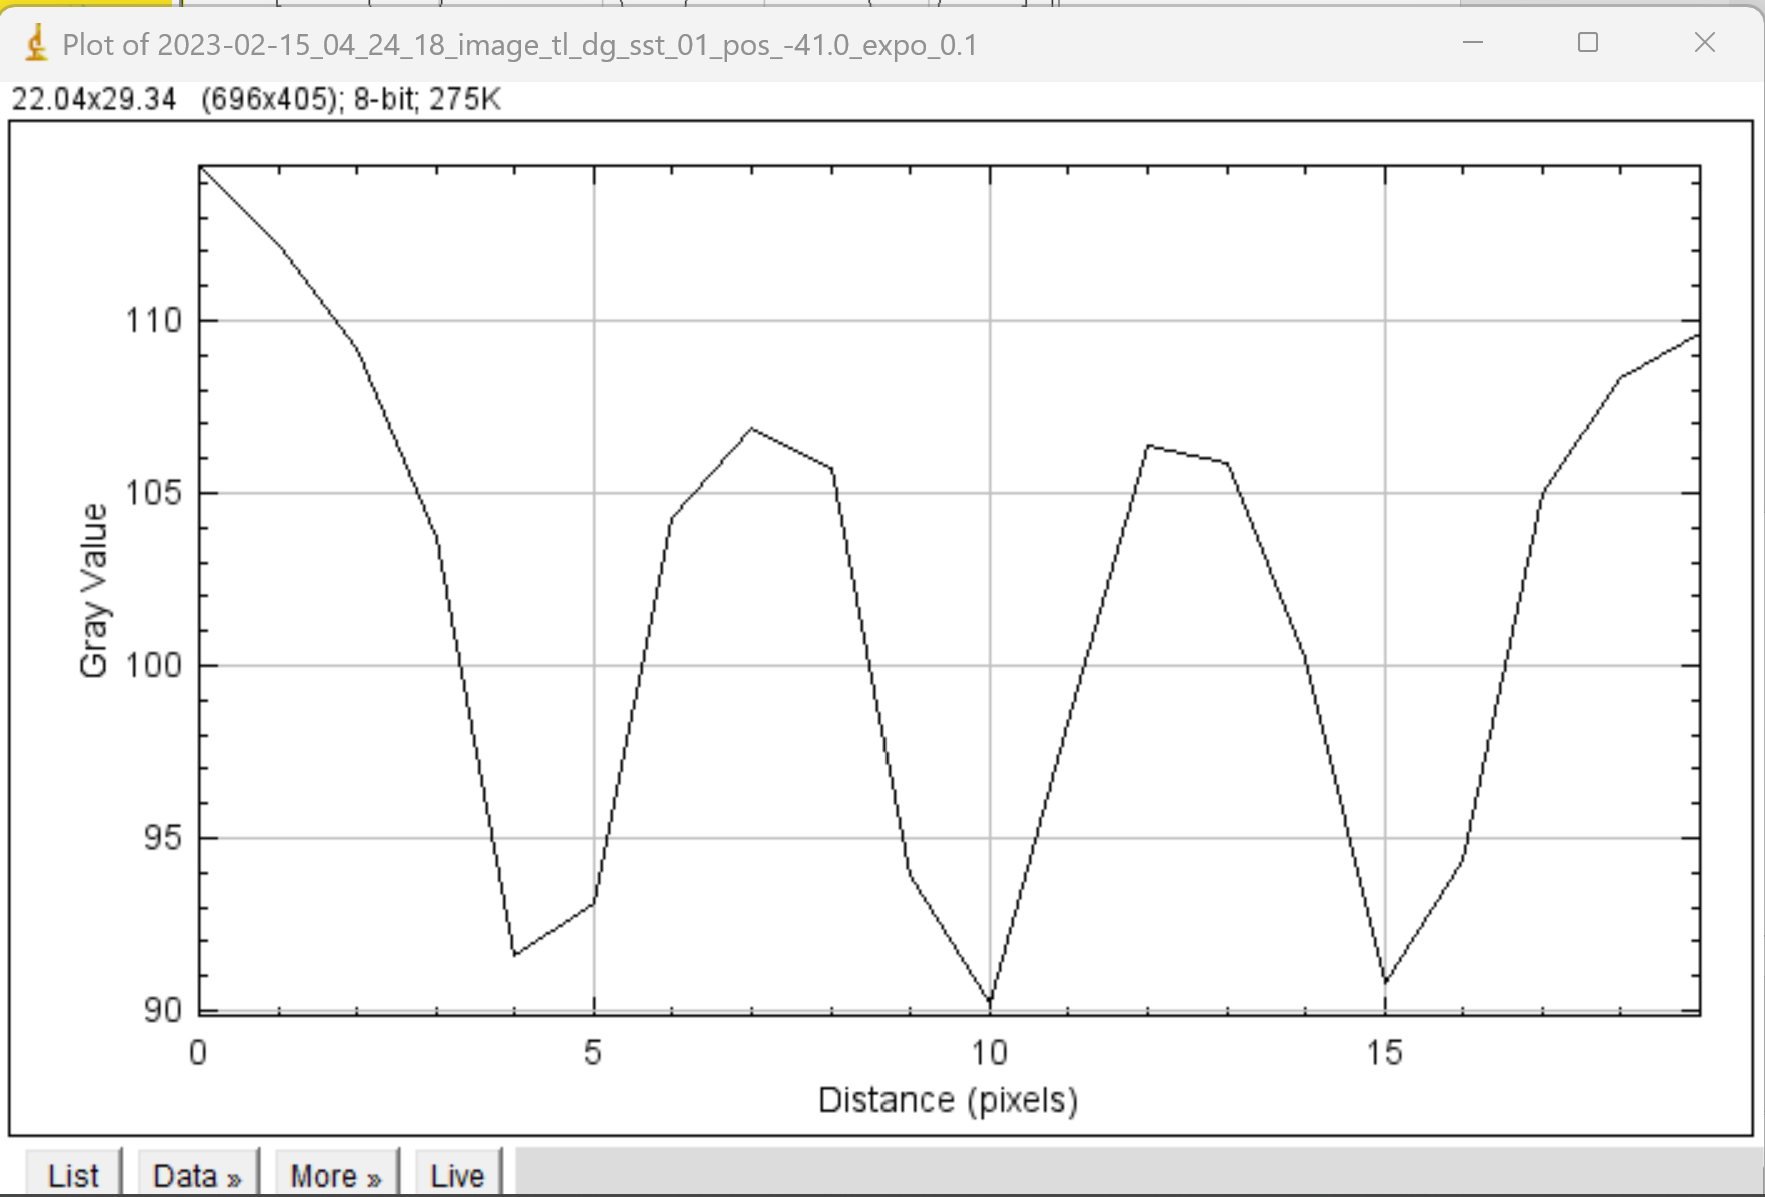 Plot of 2023-02-15_04_24_18_image_tl_dg_sst_01_pos_-41.0_expo_0.1
22.04x29.34 (696x405); 8-bit; 275K
110
105
100
95
90
Gray Value
0 5 10 15
Distance (pixels)
List Data » More » Live